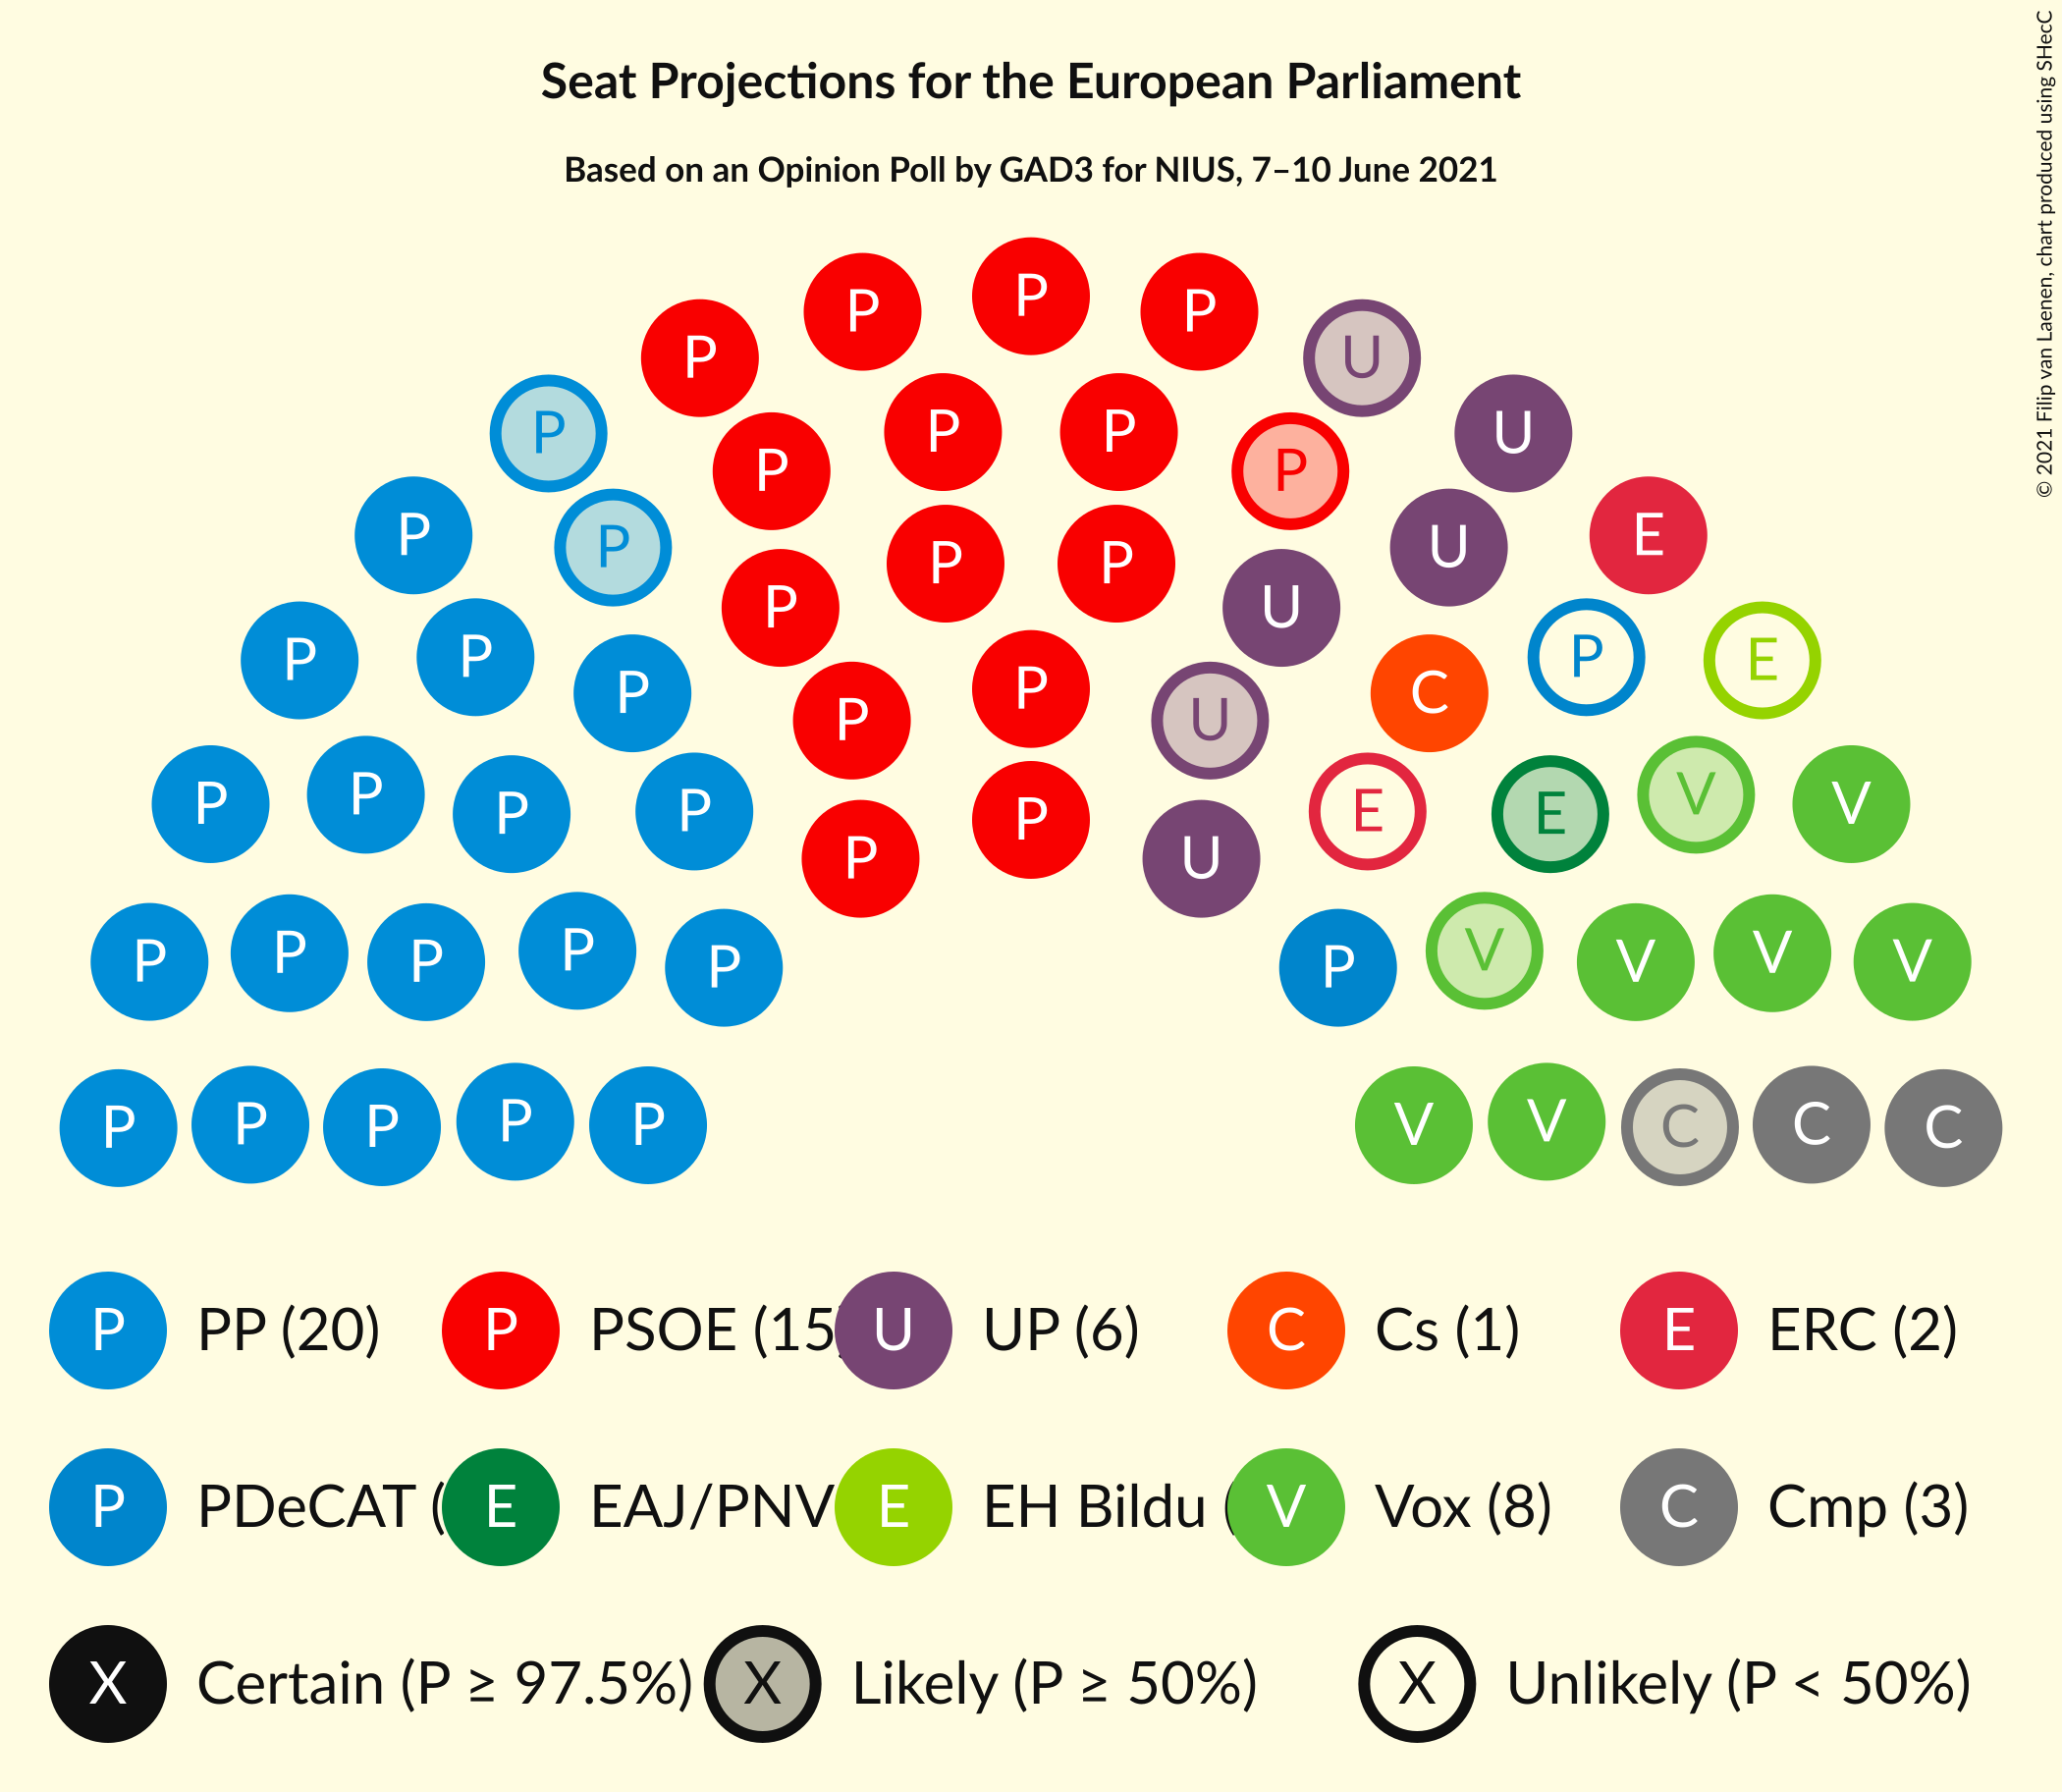 Seat Projections for the European Parliament
Based on an Opinion Poll by GAD3 for NIUS, 7–10 June 2021
© 2021 Filip van Laenen, chart produced using SHecC
P P P
P P
P U
P P P U
P P
P P P U E
P P
P U
P P P E
P P C
P P U
P P P E E V V
P P
P P U
P P P P P P V V V V
P P P P P V V C C C
P PP (20) P PSOE (15 U UP (6) C Cs (1) E ERC (2)
P PDeCAT ( E EAJ/PNV E EH Bildu ( V Vox (8) C Cmp (3)
X Certain (P ≥ 97.5%) X Likely (P ≥ 50%) X Unlikely (P < 50%)